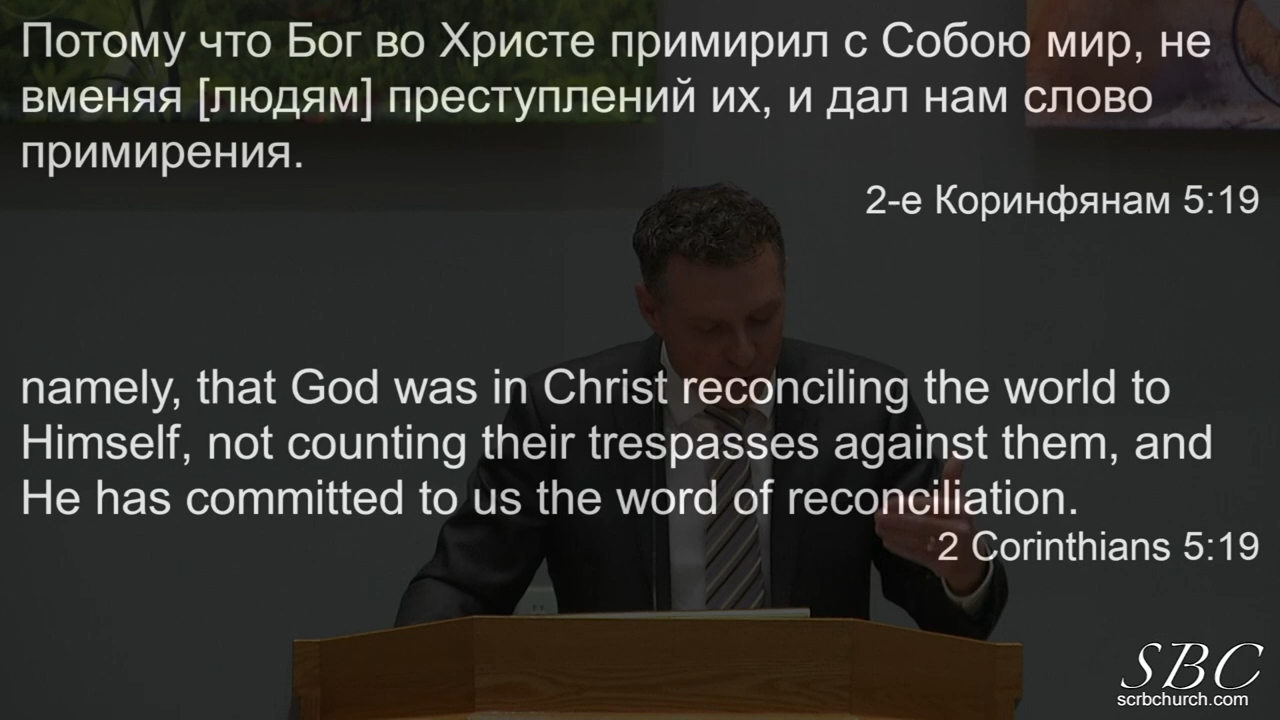 Потому что Бог во Христе примирил с Собою мир, не
вменяя [людям] преступлений их, и дал нам слово
примирения.
2-е Коринфянам 5:19
namely, that God was in Christ reconciling the world to
Himself, not counting their trespasses against them, and
He has committed to us the word of reconciliation.
2 Corinthians 5:19
SBC
scrbchurch.com